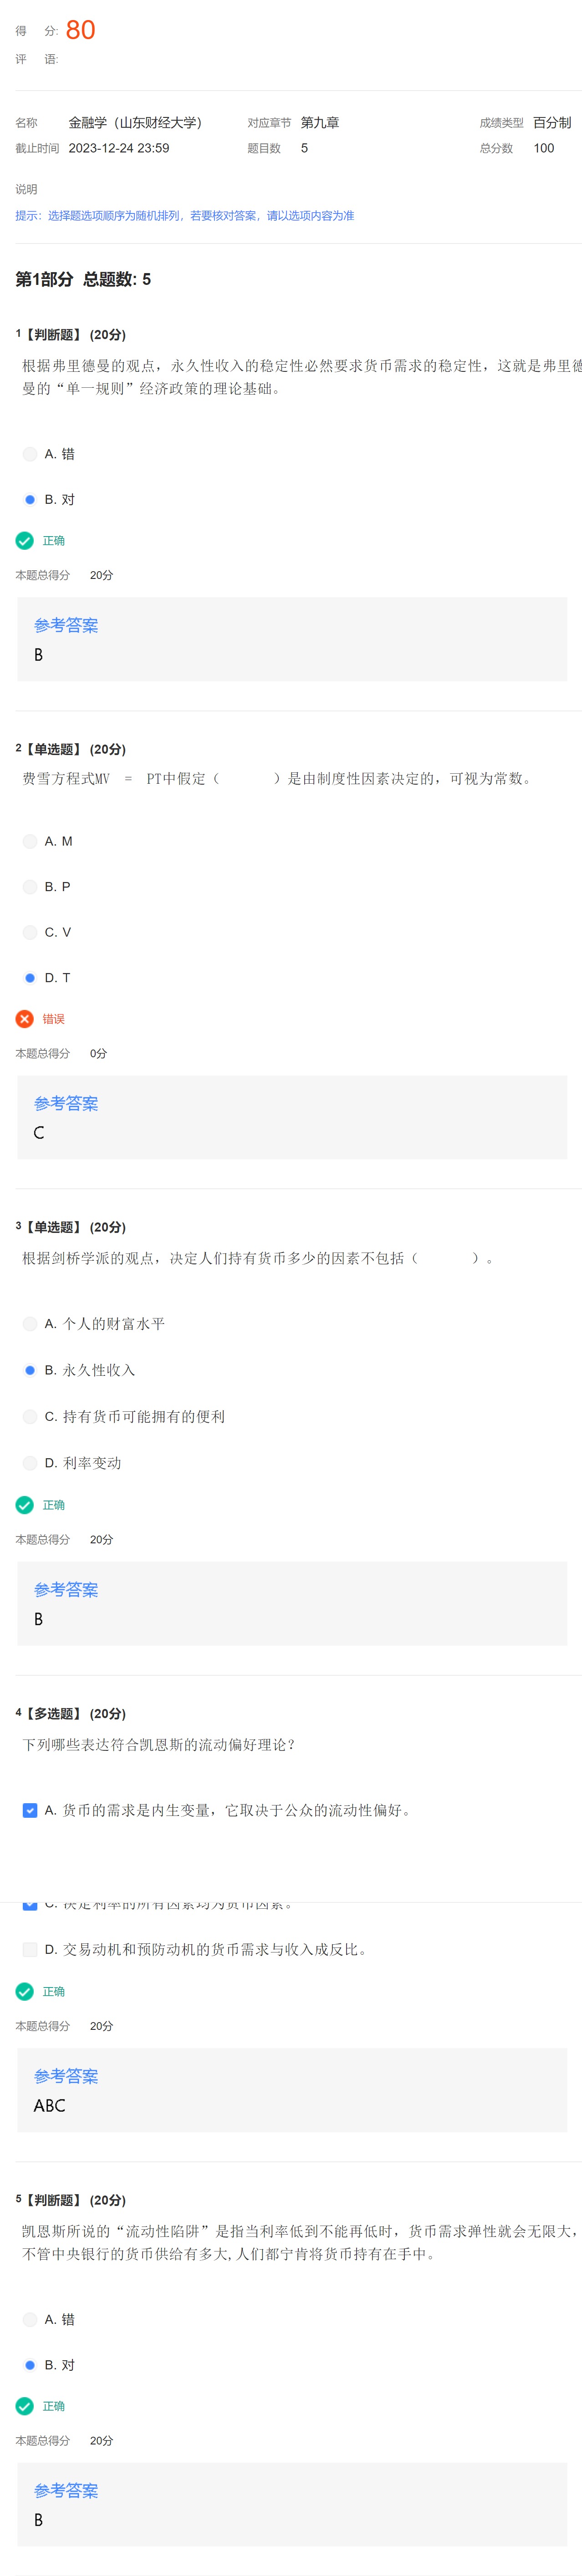 得 分: 80
评 语:
名称 金融学（山东财经大学） 对应章节 第九章 成绩类型 百分制
截止时间 2023-12-24 23:59 题目数 5 总分数 100
说明
提示：选择题选项顺序为随机排列，若要核对答案，请以选项内容为准
第1部分 总题数: 5
1【判断题】 (20分)
根据弗里德曼的观点，永久性收入的稳定性必然要求货币需求的稳定性，这就是弗里德
曼的“单一规则”经济政策的理论基础。
A. 错
B. 对
正确
本题总得分 20分
参考答案
B
2【单选题】 (20分)
费雪方程式MV = PT中假定（ ）是由制度性因素决定的，可视为常数。
A. M
B. P
C. V
D. T
错误
本题总得分 0分
参考答案
C
3【单选题】 (20分)
根据剑桥学派的观点，决定人们持有货币多少的因素不包括（ ）。
A. 个人的财富水平
B. 永久性收入
C. 持有货币可能拥有的便利
D. 利率变动
正确
本题总得分 20分
参考答案
B
4【多选题】 (20分)
下列哪些表达符合凯恩斯的流动偏好理论?
A. 货币的需求是内生变量，它取决于公众的流动性偏好。
C. 决定利率的所有因素均为货币因素。
D. 交易动机和预防动机的货币需求与收入成反比。
正确
本题总得分 20分
参考答案
ABC
5【判断题】 (20分)
凯恩斯所说的“流动性陷阱”是指当利率低到不能再低时，货币需求弹性就会无限大，
不管中央银行的货币供给有多大,人们都宁肯将货币持有在手中。
A. 错
B. 对
正确
本题总得分 20分
参考答案
B